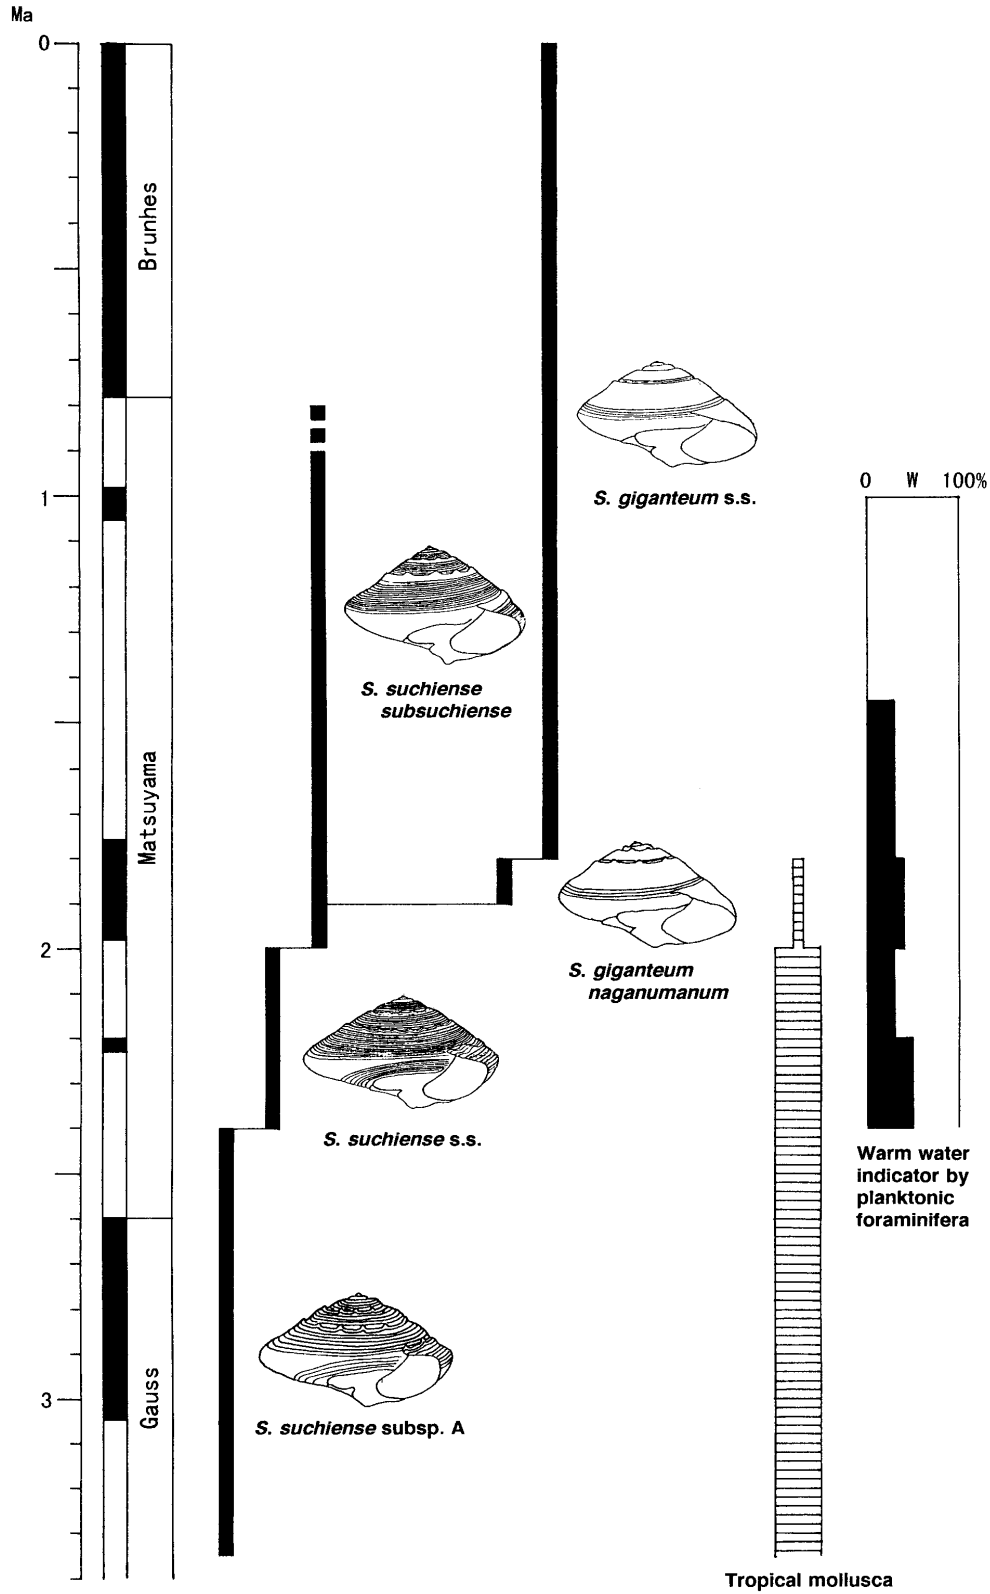 Ma
0
Brunhes
S. giganteum s.s.
0 W 100%
1
S. suchiense
subsuchiense
Matsuyama
2
S. giganteum
naganumanum
S. suchiense s.s.
Warm water
indicator by
planktonic
foraminifera
Gauss
3
S. suchiense subsp. A
Tropical mollusca